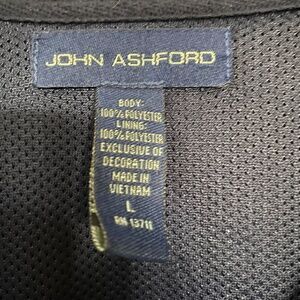 JOHN ASHFORD
BODY:
100% POLYESTER
LINING:
100% POLYESTER
EXCLUSIVE OF
DECORATION
MADE IN
VIETNAM
L
RN 13711